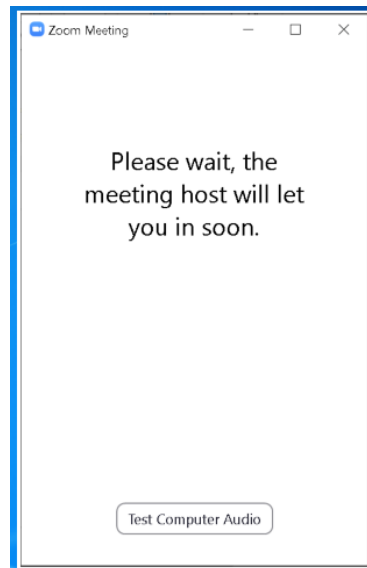 Zoom Meeting
Please wait, the
meeting host will let
you in soon.
Test Computer Audio